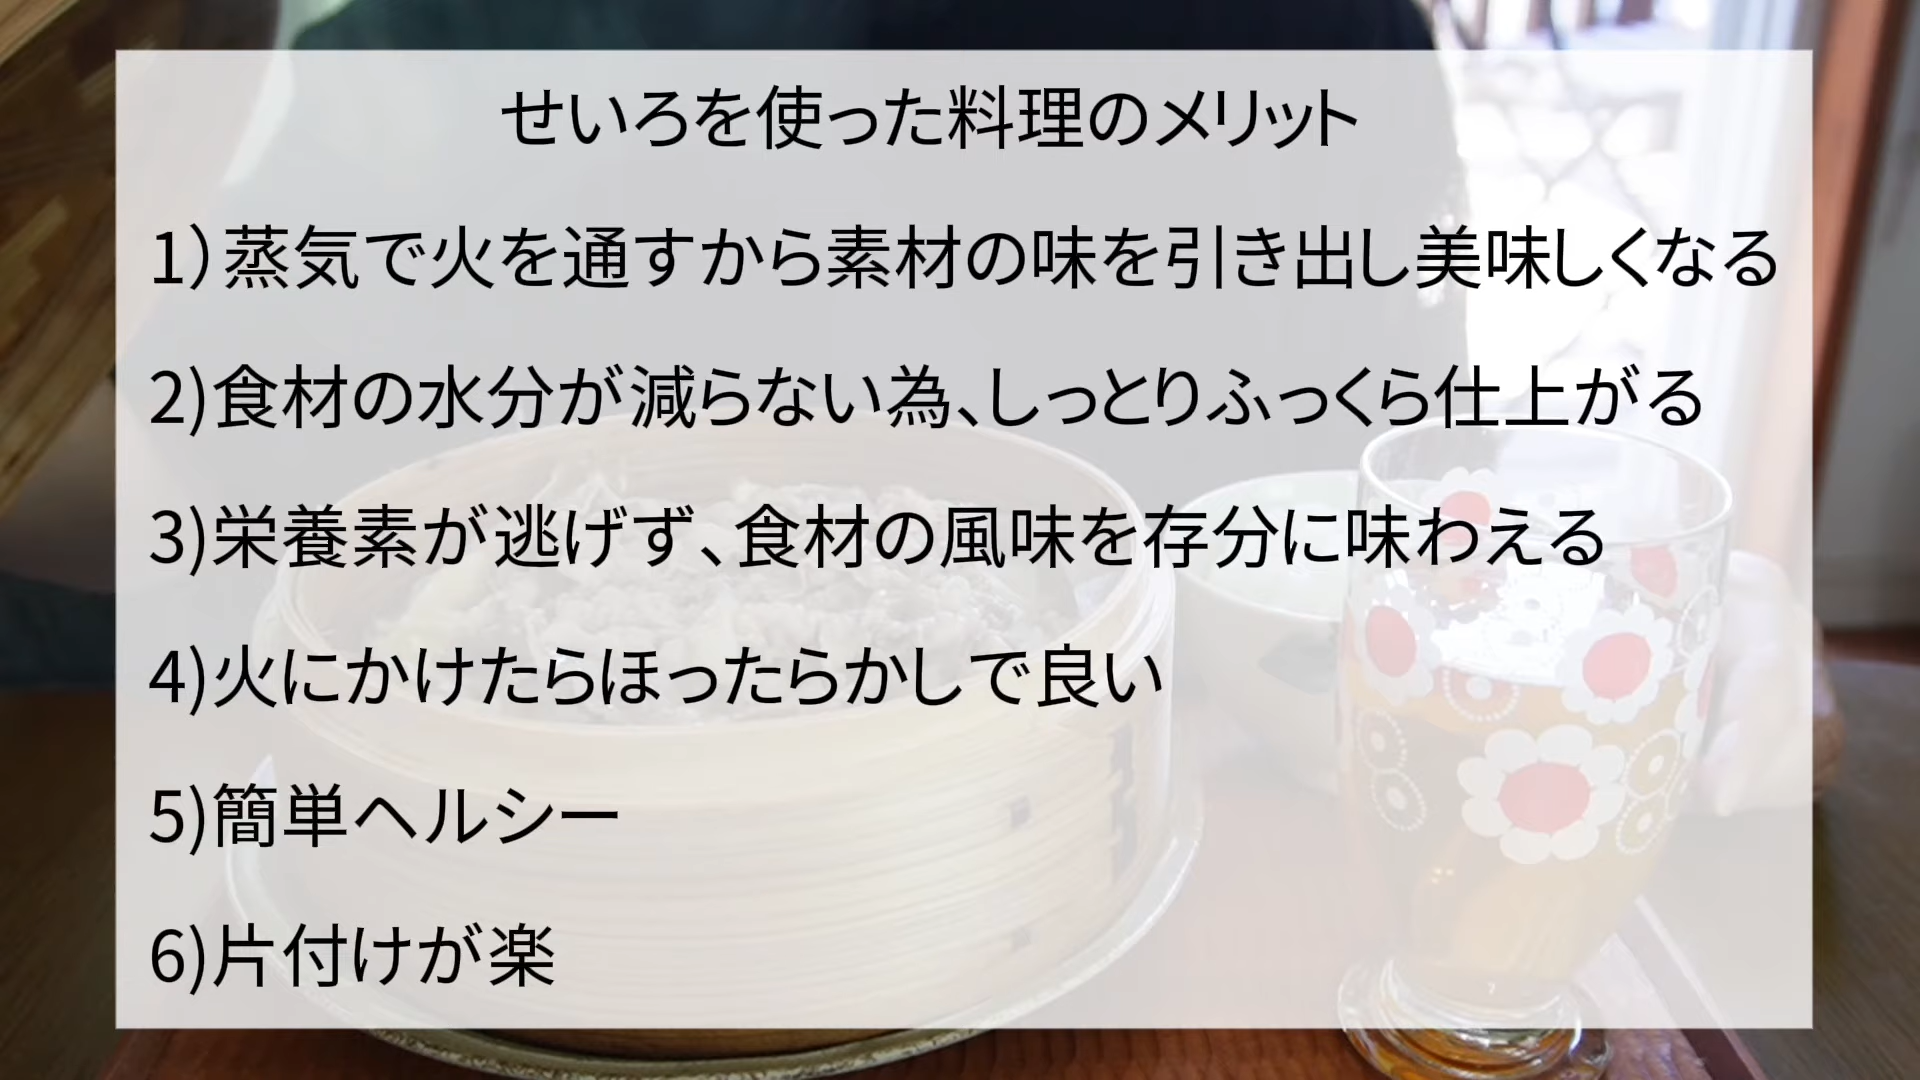 せいろを使った料理のメリット
1）蒸気で火を通すから素材の味を引き出し美味しくなる
2)食材の水分が減らない為、しっとりふっくら仕上がる
3)栄養素が逃げず、食材の風味を存分に味わえる
4)火にかけたらほったらかしで良い
5)簡単ヘルシー
6)片付けが楽